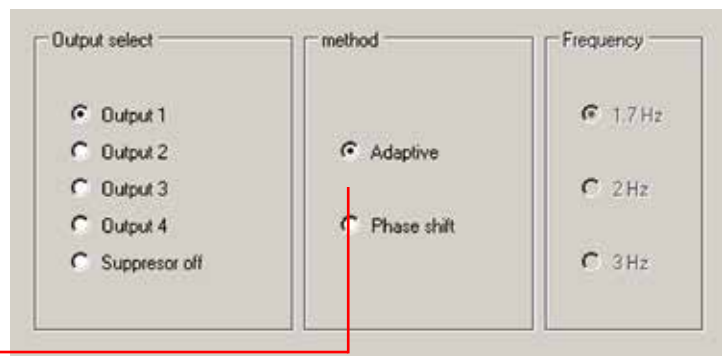 Output select
Output 1
Output 2
Output 3
Output 4
Suppresor off
method
Adaptive
Phase shift
Frequency
1.7 Hz
2 Hz
3 Hz